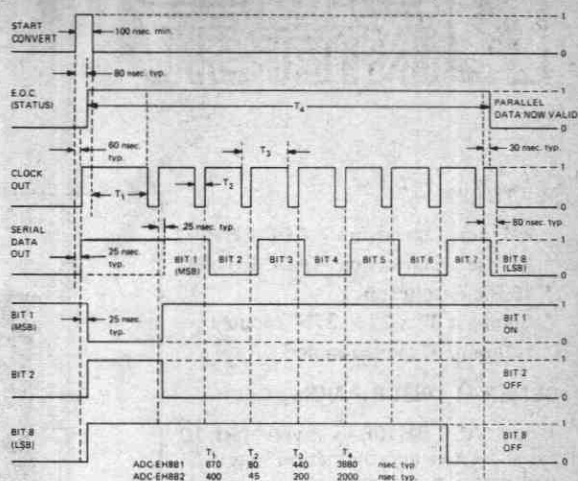 START
CONVERT
100 nsec. min.
1
0
80 nsec. typ.
E.O.C.
(STATUS)
T4
1
PARALLEL
DATA NOW VALID
0
60 nsec.
typ.
T3
30 nsec. typ.
CLOCK
OUT
T1
T2
1
0
SERIAL
DATA
OUT
25 nsec. typ.
80 nsec. typ.
25 nsec.
typ.
BIT 1
(MSB)
BIT 2
BIT 3
BIT 4
BIT 5
BIT 6
BIT 7
BIT 8
(LSB)
1
0
BIT 1
(MSB)
25 nsec.
typ.
1
BIT 1
ON
0
BIT 2
1
BIT 2
OFF
0
BIT 8
(LSB)
1
BIT 8
OFF
0
T1 T2 T3 T4
ADC-EH8B1 670 80 440 3880 nsec. typ.
ADC-EH8B2 400 45 200 2000 nsec. typ.